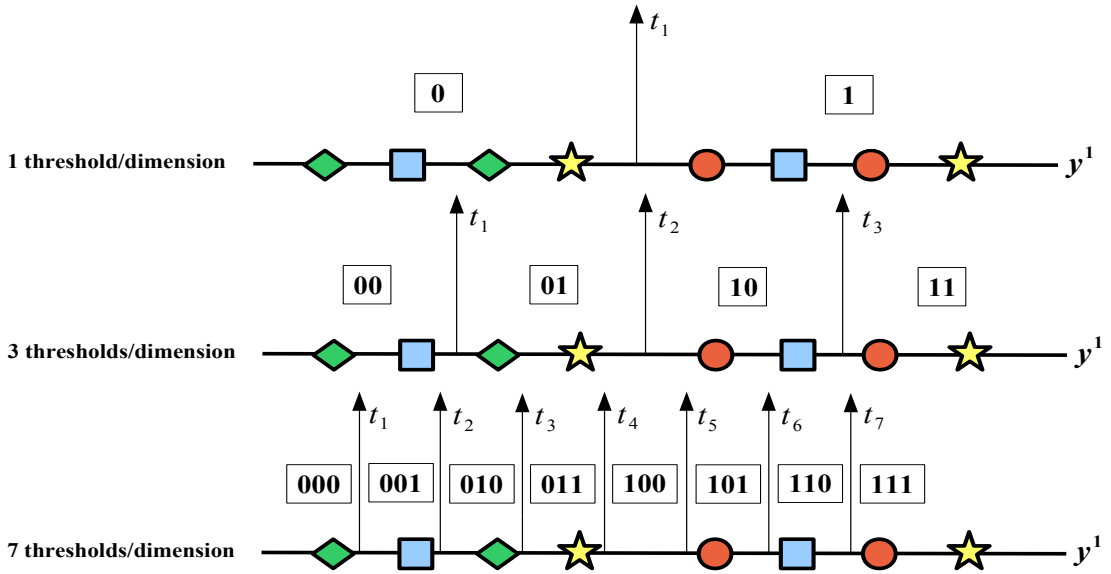 t₁
0 1
1 threshold/dimension y¹
t₁ t₂ t₃
00 01 10 11
3 thresholds/dimension y¹
t₁ t₂ t₃ t₄ t₅ t₆ t₇
000 001 010 011 100 101 110 111
7 thresholds/dimension y¹